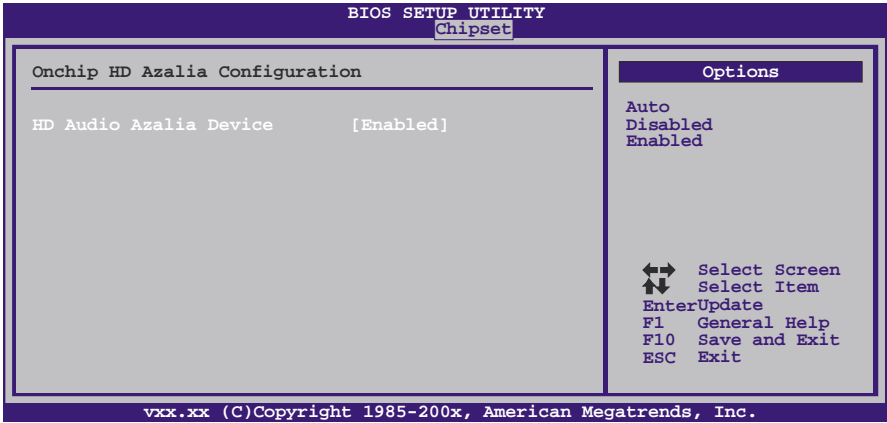 BIOS SETUP UTILITY
Chipset
Onchip HD Azalia Configuration
HD Audio Azalia Device [Enabled]
Options
Auto
Disabled
Enabled
Select Screen
Select Item
EnterUpdate
F1 General Help
F10 Save and Exit
ESC Exit
vxx.xx (C)Copyright 1985-200x, American Megatrends, Inc.